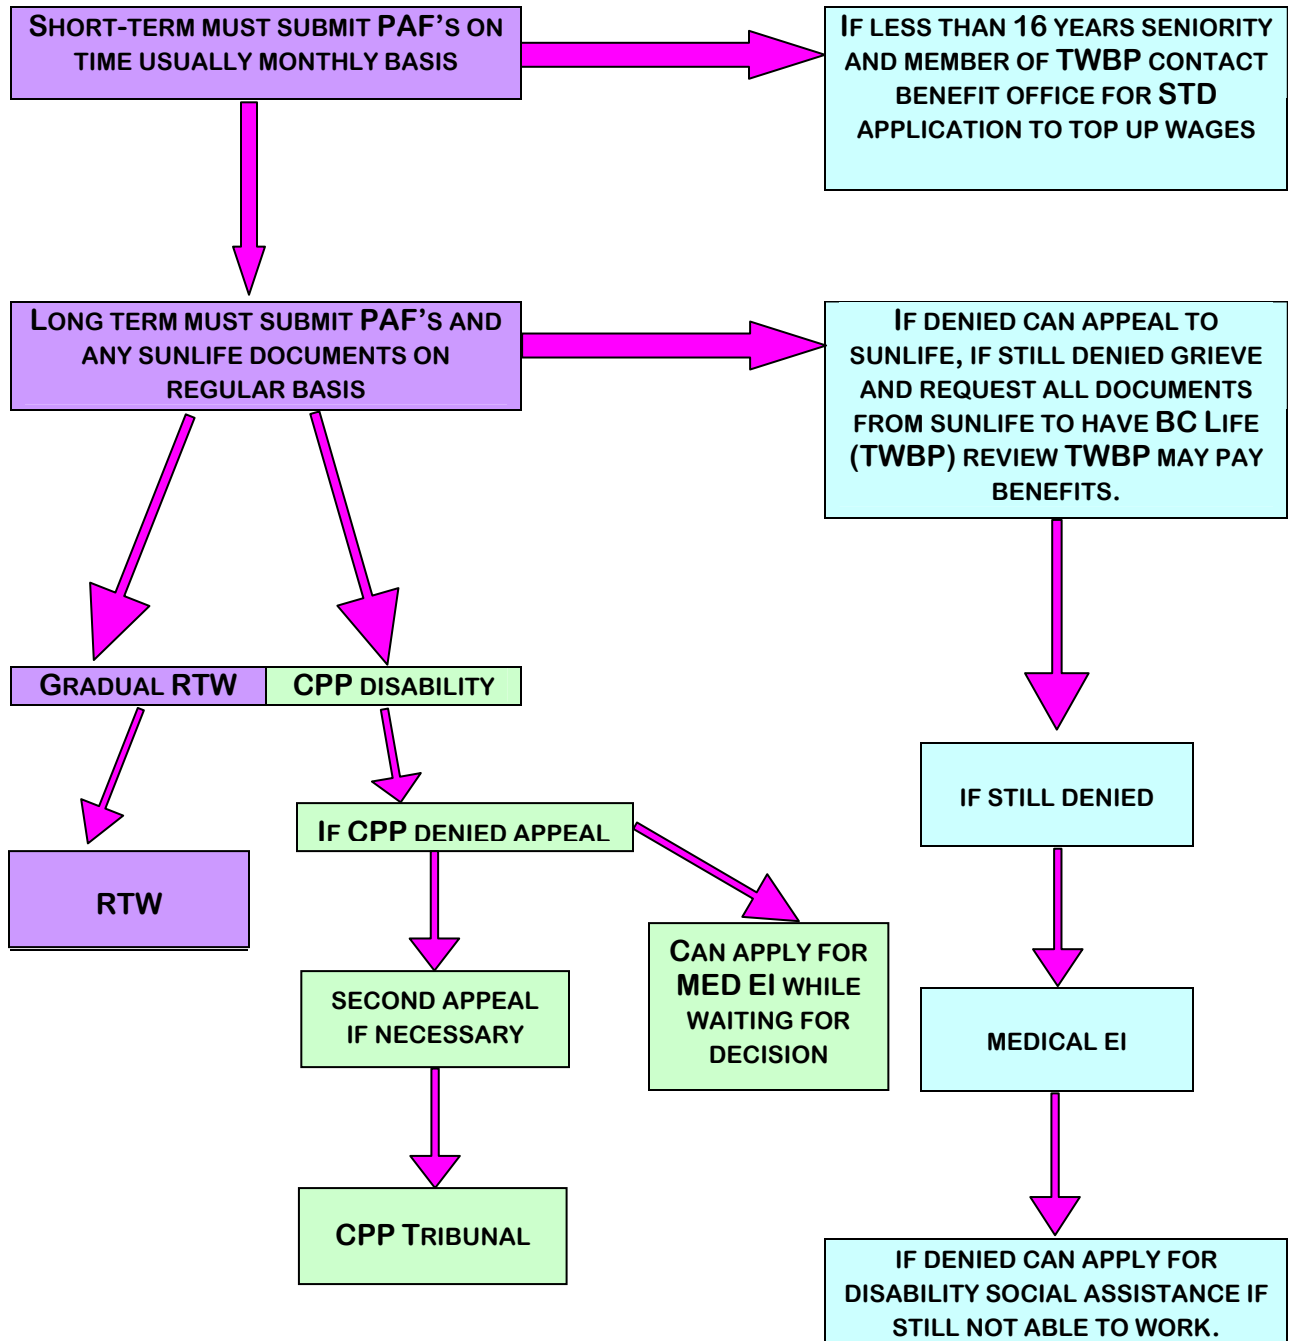 SHORT-TERM MUST SUBMIT PAF'S ON
TIME USUALLY MONTHLY BASIS
IF LESS THAN 16 YEARS SENIORITY
AND MEMBER OF TWBP CONTACT
BENEFIT OFFICE FOR STD
APPLICATION TO TOP UP WAGES
LONG TERM MUST SUBMIT PAF'S AND
ANY SUNLIFE DOCUMENTS ON
REGULAR BASIS
IF DENIED CAN APPEAL TO
SUNLIFE, IF STILL DENIED GRIEVE
AND REQUEST ALL DOCUMENTS
FROM SUNLIFE TO HAVE BC LIFE
(TWBP) REVIEW TWBP MAY PAY
BENEFITS.
GRADUAL RTW
CPP DISABILITY
IF STILL DENIED
IF CPP DENIED APPEAL
RTW
CAN APPLY FOR
MED EI WHILE
WAITING FOR
DECISION
SECOND APPEAL
IF NECESSARY
MEDICAL EI
CPP TRIBUNAL
IF DENIED CAN APPLY FOR
DISABILITY SOCIAL ASSISTANCE IF
STILL NOT ABLE TO WORK.